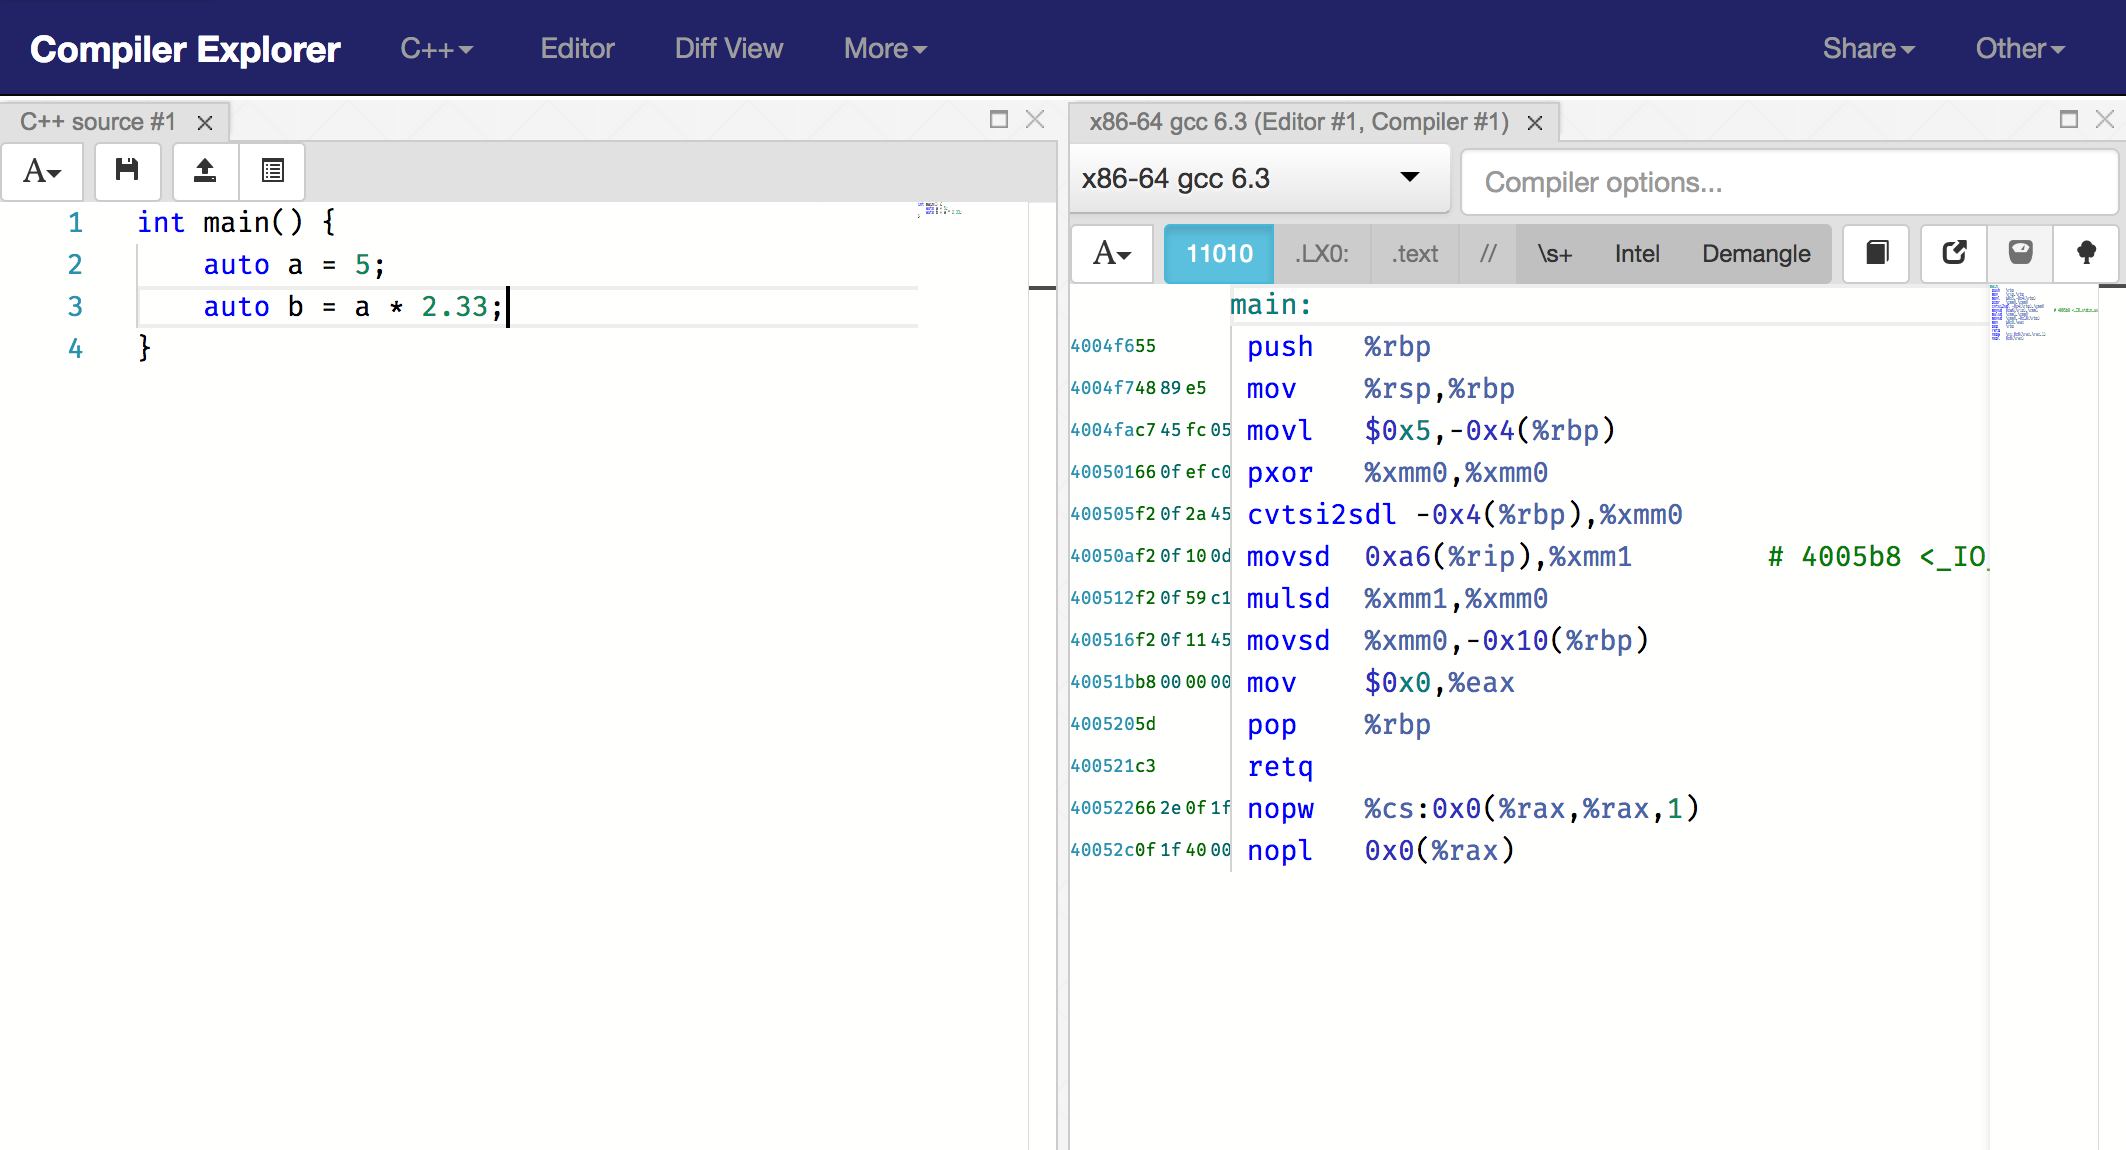 Compiler Explorer C++ Editor Diff View More Share Other
C++ source #1
A
1 int main() {
2 auto a = 5;
3 auto b = a * 2.33;
4 }
x86-64 gcc 6.3 (Editor #1, Compiler #1)
x86-64 gcc 6.3 Compiler options...
A 11010 .LX0: .text // \s+ Intel Demangle
main:
4004f6 55 push %rbp
4004f7 48 89 e5 mov %rsp,%rbp
4004fa c7 45 fc 05 movl $0x5,-0x4(%rbp)
400501 66 0f ef c0 pxor %xmm0,%xmm0
400505 f2 0f 2a 45 cvtsi2sdl -0x4(%rbp),%xmm0
40050a f2 0f 10 0d movsd 0xa6(%rip),%xmm1 # 4005b8 <_IO_
400512 f2 0f 59 c1 mulsd %xmm1,%xmm0
400516 f2 0f 11 45 movsd %xmm0,-0x10(%rbp)
40051b b8 00 00 00 mov $0x0,%eax
400520 5d pop %rbp
400521 c3 retq
400522 66 2e 0f 1f nopw %cs:0x0(%rax,%rax,1)
40052c 0f 1f 40 00 nopl 0x0(%rax)